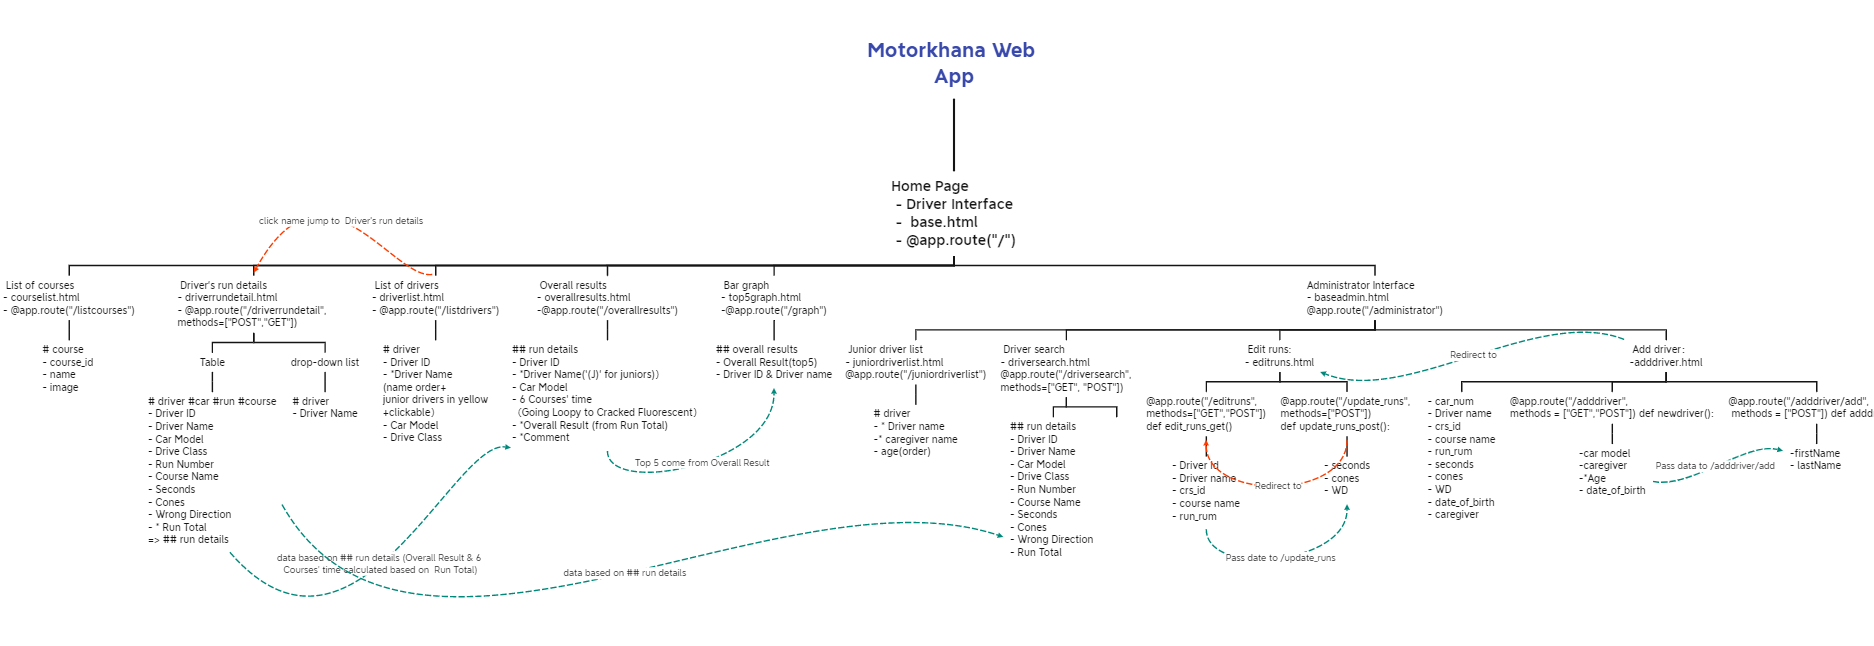 Motorkhana Web
App
Home Page
- Driver Interface
- base.html
- @app.route("/")
click name jump to Driver's run details
List of courses
- courselist.html
- @app.route("/listcourses")
# course
- course_id
- name
- image
Driver's run details
- driverrundetail.html
- @app.route("/driverrundetail",
methods=["POST","GET"])
Table
# driver #car #run #course
- Driver ID
- Driver Name
- Car Model
- Drive Class
- Run Number
- Course Name
- Seconds
- Cones
- Wrong Direction
- * Run Total
=> ## run details
drop-down list
# driver
- Driver Name
List of drivers
- driverlist.html
- @app.route("/listdrivers")
# driver
- Driver ID
- *Driver Name
(name order+
junior drivers in yellow
+clickable)
- Car Model
- Drive Class
Overall results
- overallresults.html
-@app.route("/overallresults")
## run details
- Driver ID
- *Driver Name('(J)' for juniors))
- Car Model
- 6 Courses' time
(Going Loopy to Cracked Fluorescent)
- *Overall Result (from Run Total)
- *Comment
Bar graph
- top5graph.html
-@app.route("/graph")
## overall results
- Overall Result(top5)
- Driver ID & Driver name
Top 5 come from Overall Result
data based on ## run details (Overall Result & 6
Courses' time calculated based on Run Total)
data based on ## run details
Administrator Interface
- baseadmin.html
@app.route("/administrator")
Junior driver list
- juniordriverlist.html
@app.route("/juniordriverlist")
# driver
- * Driver name
-* caregiver name
- age(order)
Driver search
- driversearch.html
@app.route("/driversearch",
methods=["GET", "POST"])
## run details
- Driver ID
- Driver Name
- Car Model
- Drive Class
- Run Number
- Course Name
- Seconds
- Cones
- Wrong Direction
- Run Total
Edit runs:
- editruns.html
@app.route("/editruns",
methods=["GET","POST"])
def edit_runs_get()
- Driver id
- Driver name
- crs_id
- course name
- run_rum
@app.route("/update_runs",
methods=["POST"])
def update_runs_post():
- seconds
- cones
- WD
Redirect to
Pass date to /update_runs
Redirect to
Add driver:
-adddriver.html
- car_num
- Driver name
- crs_id
- course name
- run_rum
- seconds
- cones
- WD
- date_of_birth
- caregiver
@app.route("/adddriver",
methods = ["GET","POST"]) def newdriver():
-car model
-caregiver
-*Age
- date_of_birth
Pass data to /adddriver/add
@app.route("/adddriver/add",
methods = ["POST"]) def addd
-firstName
- lastName